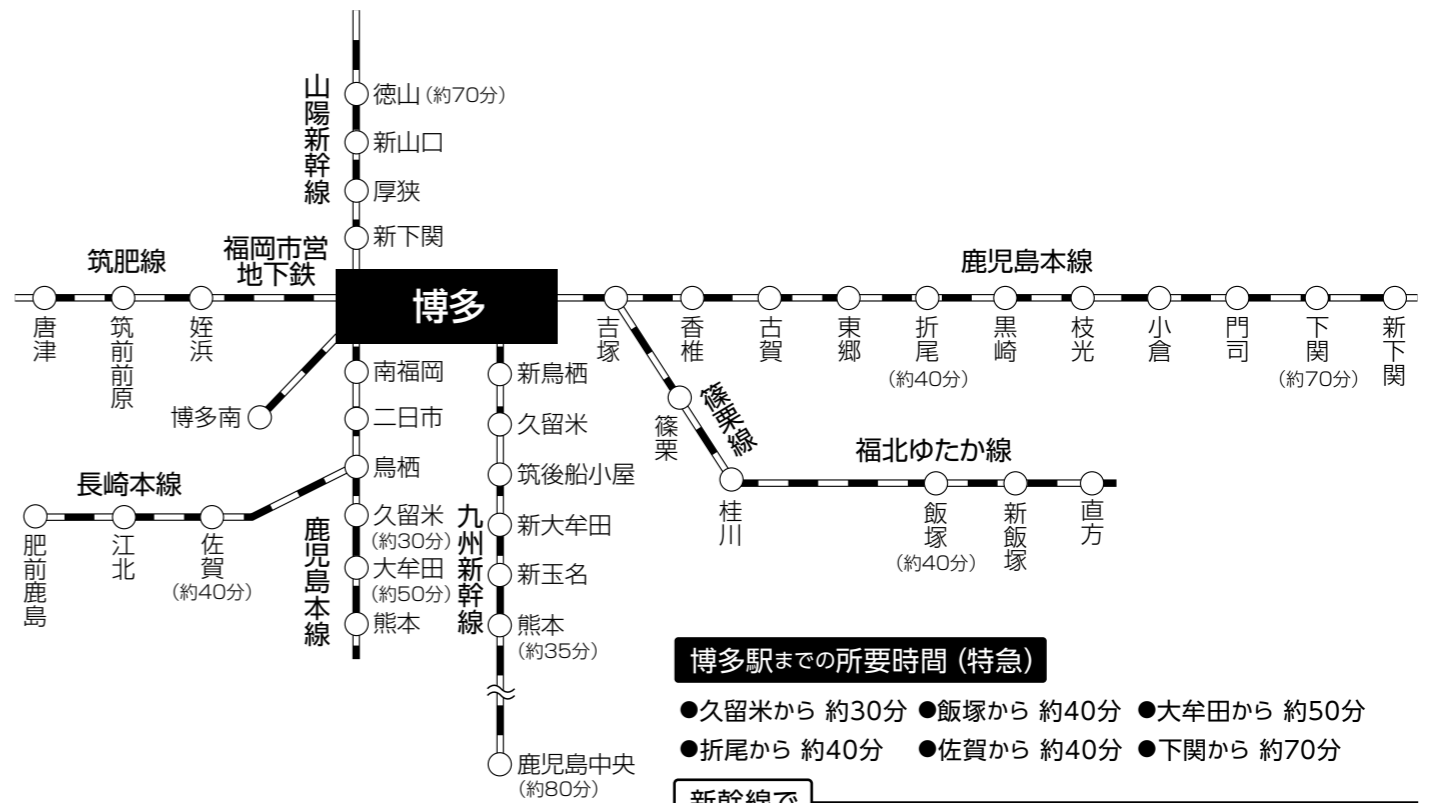 山陽新幹線
徳山(約70分)
新山口
厚狭
新下関
筑肥線
福岡市営
地下鉄
博多
鹿児島本線
唐津
筑前前原
姪浜
吉塚
香椎
古賀
東郷
折尾
(約40分)
黒崎
枝光
小倉
門司
下関
(約70分)
新下関
博多南
南福岡
二日市
鳥栖
久留米
(約30分)
大牟田
(約50分)
熊本
鹿児島本線
長崎本線
肥前鹿島
江北
佐賀
(約40分)
九州新幹線
新鳥栖
久留米
筑後船小屋
新大牟田
新玉名
熊本
(約35分)
鹿児島中央
(約80分)
篠栗線
篠栗
桂川
福北ゆたか線
飯塚
(約40分)
新飯塚
直方
博多駅までの所要時間(特急)
●久留米から 約30分 ●飯塚から 約40分 ●大牟田から 約50分
●折尾から 約40分 ●佐賀から 約40分 ●下関から 約70分
新幹線で